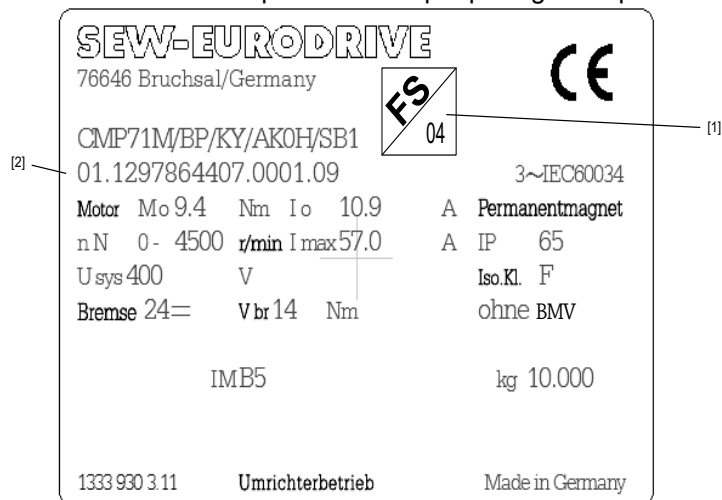 SEW-EURODRIVE
76646 Bruchsal/Germany
CE
FS
04
[1]
CMP71M/BP/KY/AK0H/SB1
[2]
01.1297864407.0001.09 3~IEC60034
Motor Mo 9.4 Nm Io 10.9 A Permanentmagnet
nN 0- 4500 r/min Imax 57.0 A IP 65
Usys 400 V Iso.Kl. F
Bremse 24= Vbr 14 Nm ohne BMV
IM B5 kg 10.000
1333 930 3.11 Umrichterbetrieb Made in Germany